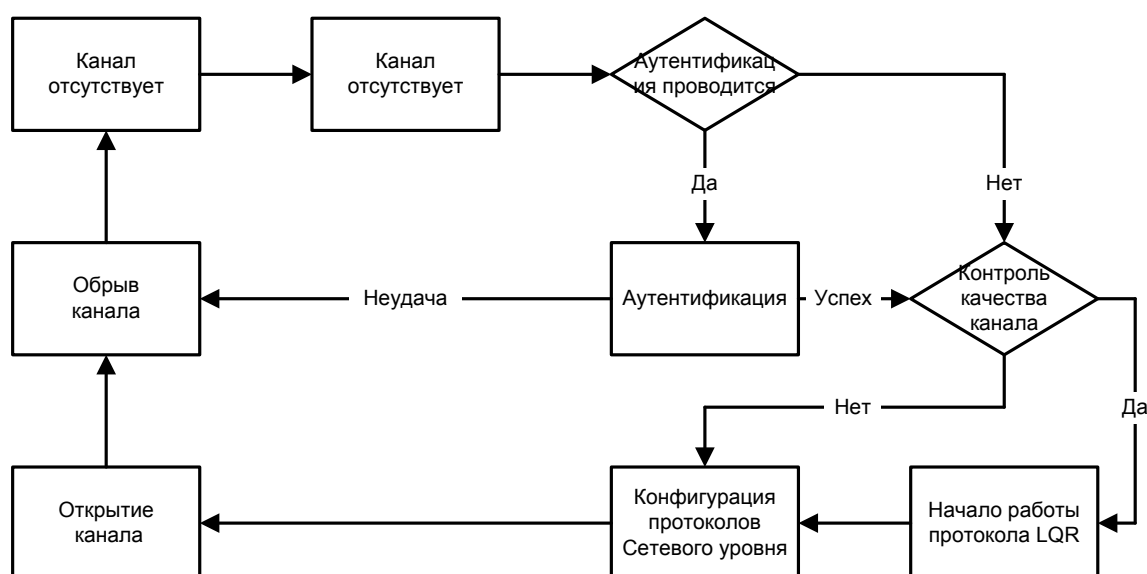 Канал
отсутствует
Канал
отсутствует
Аутентификац
ия проводится
Да
Нет
Обрыв
канала
Неудача
Аутентификация
Успех
Контроль
качества
канала
Нет
Да
Открытие
канала
Конфигурация
протоколов
Сетевого уровня
Начало работы
протокола LQR